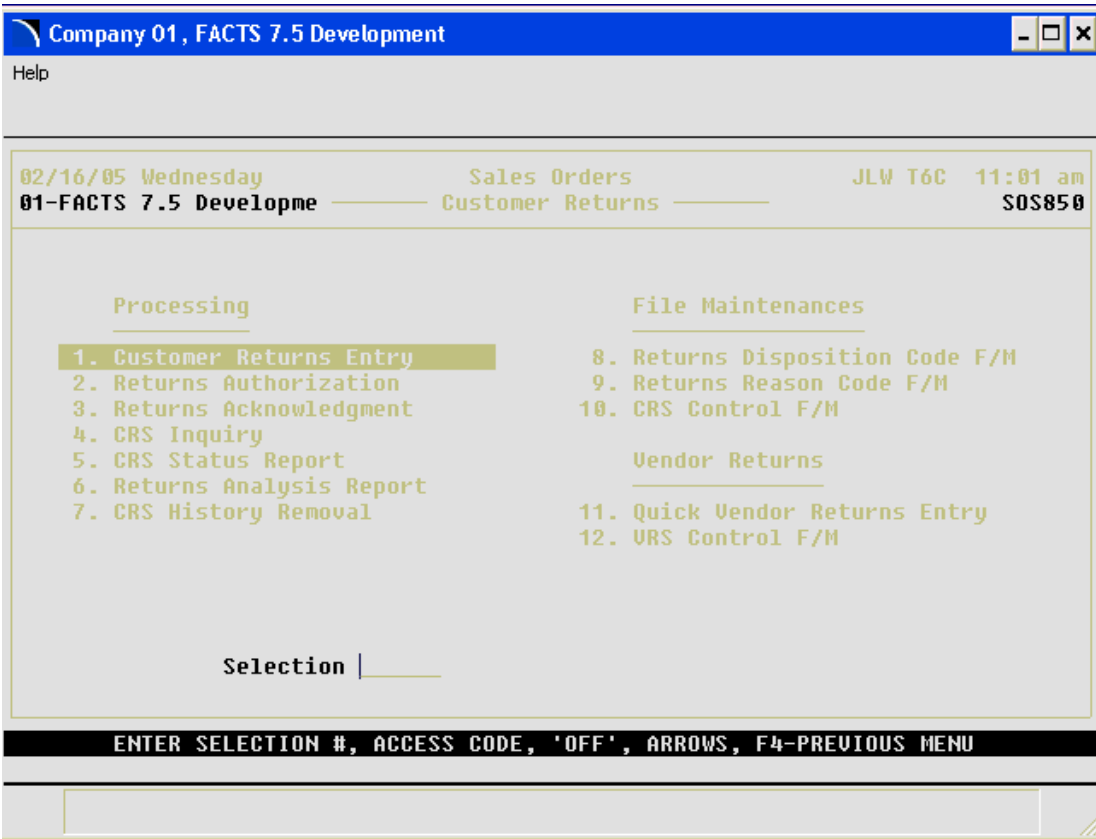 Company 01, FACTS 7.5 Development
Help
02/16/05 Wednesday Sales Orders JLW T6C 11:01 am
01-FACTS 7.5 Developme Customer Returns SOS850
Processing
1. Customer Returns Entry
2. Returns Authorization
3. Returns Acknowledgment
4. CRS Inquiry
5. CRS Status Report
6. Returns Analysis Report
7. CRS History Removal
File Maintenances
8. Returns Disposition Code F/M
9. Returns Reason Code F/M
10. CRS Control F/M
Vendor Returns
11. Quick Vendor Returns Entry
12. VRS Control F/M
Selection
ENTER SELECTION #, ACCESS CODE, 'OFF', ARROWS, F4-PREVIOUS MENU